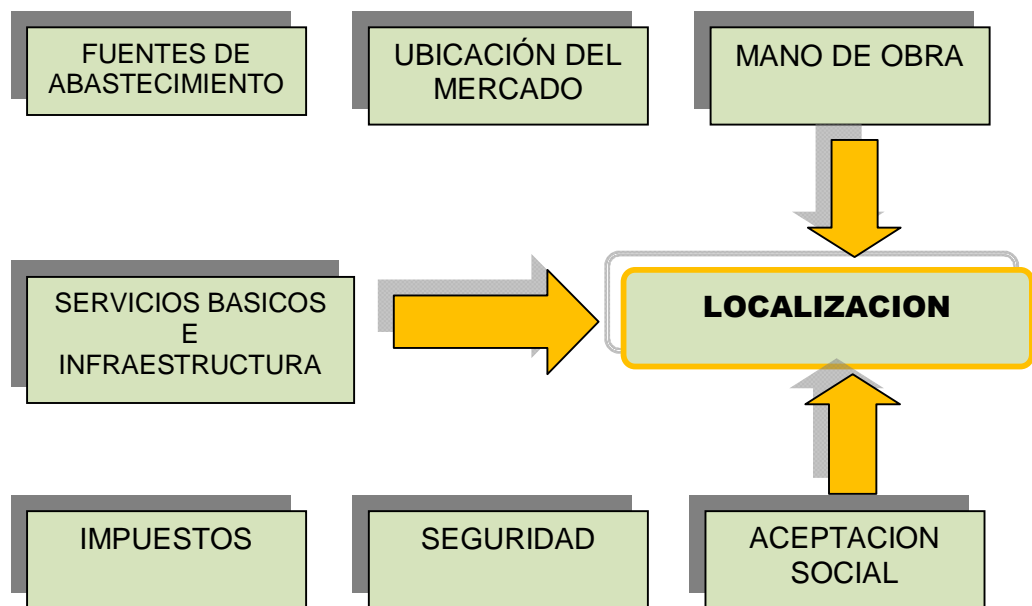 FUENTES DE
ABASTECIMIENTO
UBICACIÓN DEL
MERCADO
MANO DE OBRA
SERVICIOS BASICOS
E
INFRAESTRUCTURA
LOCALIZACION
IMPUESTOS
SEGURIDAD
ACEPTACION
SOCIAL